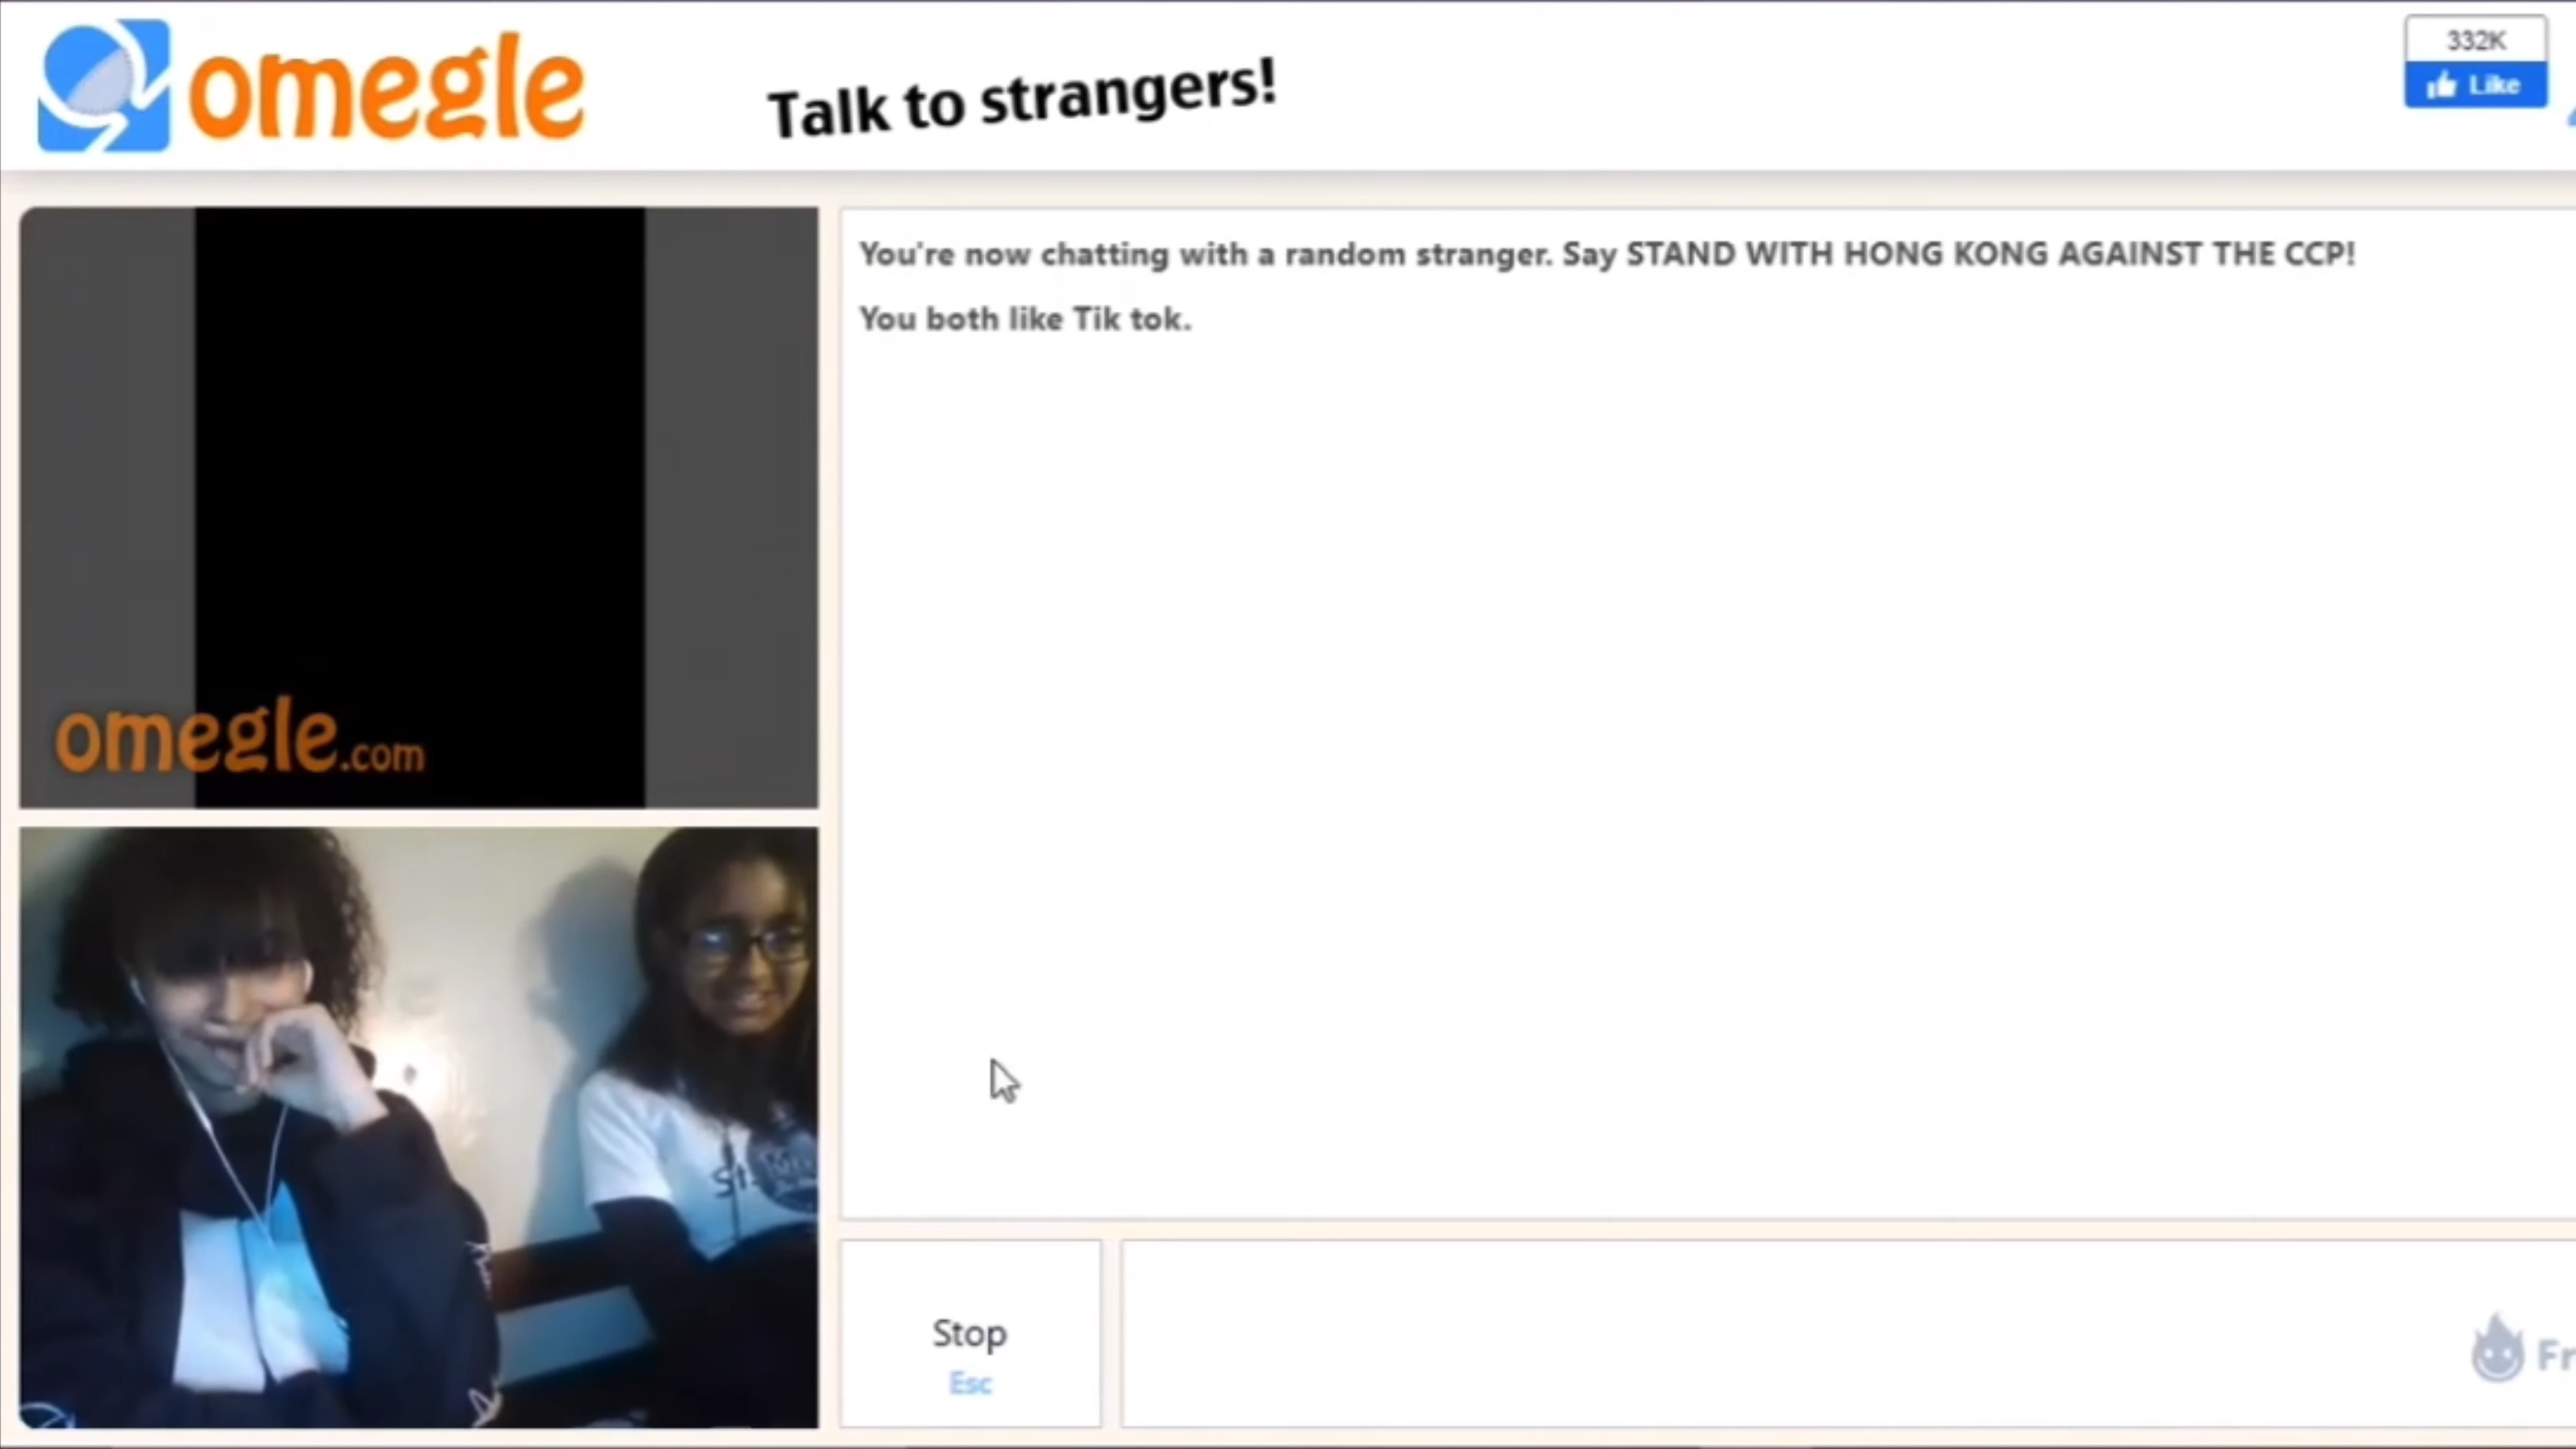 omegle
Talk to strangers!
332K
Like
You're now chatting with a random stranger. Say STAND WITH HONG KONG AGAINST THE CCP!
You both like Tik tok.
omegle.com
Stop
Esc
Fr